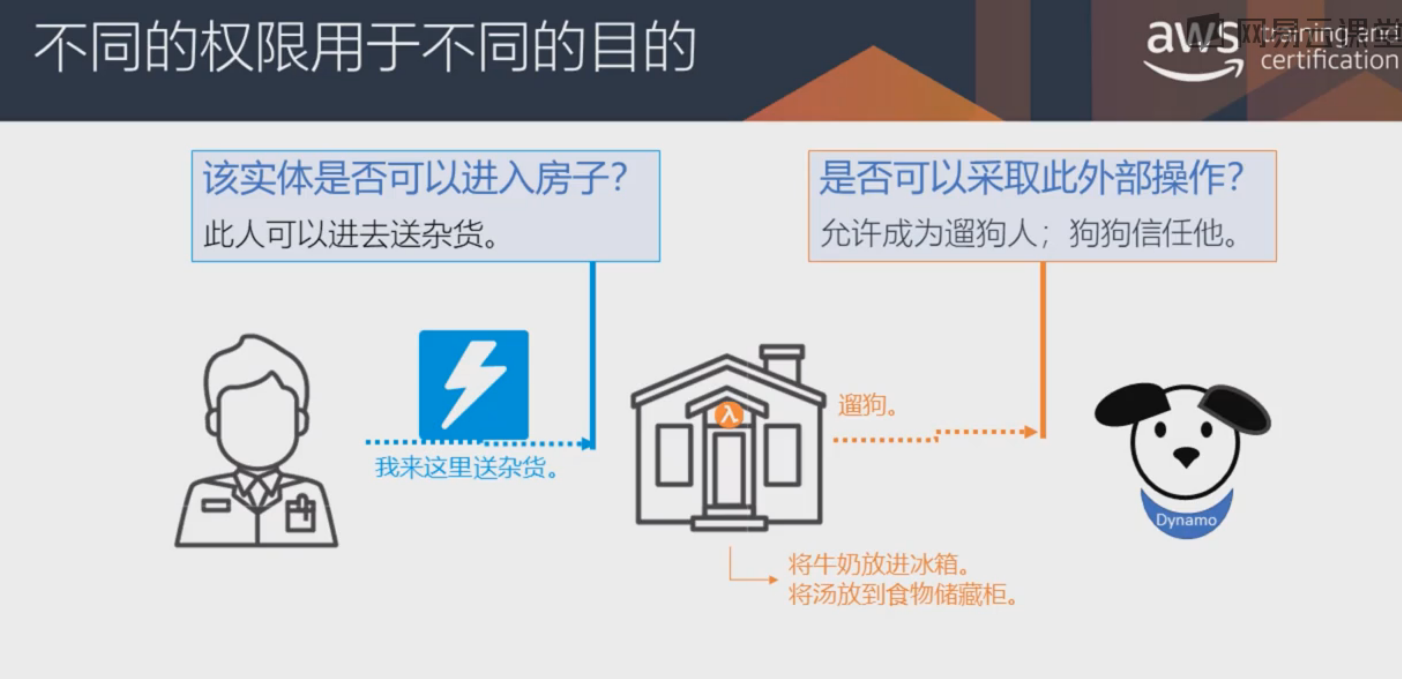 不同的权限用于不同的目的
aws training and certification
网易云课堂
该实体是否可以进入房子？
此人可以进去送杂货。
是否可以采取此外部操作？
允许成为遛狗人；狗狗信任他。
我来这里送杂货。
λ
遛狗。
Dynamo
将牛奶放进冰箱。
将汤放到食物储藏柜。